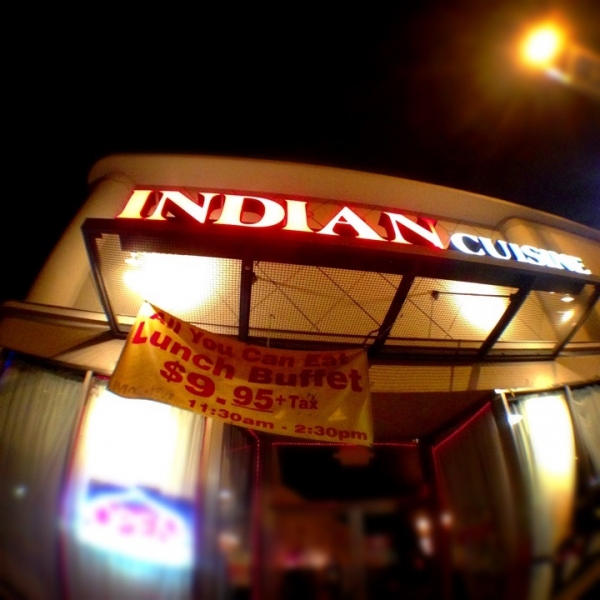 INDIAN CUISINE
All You Can Eat
Lunch Buffet
$9.95+Tax
11:30am - 2:30pm